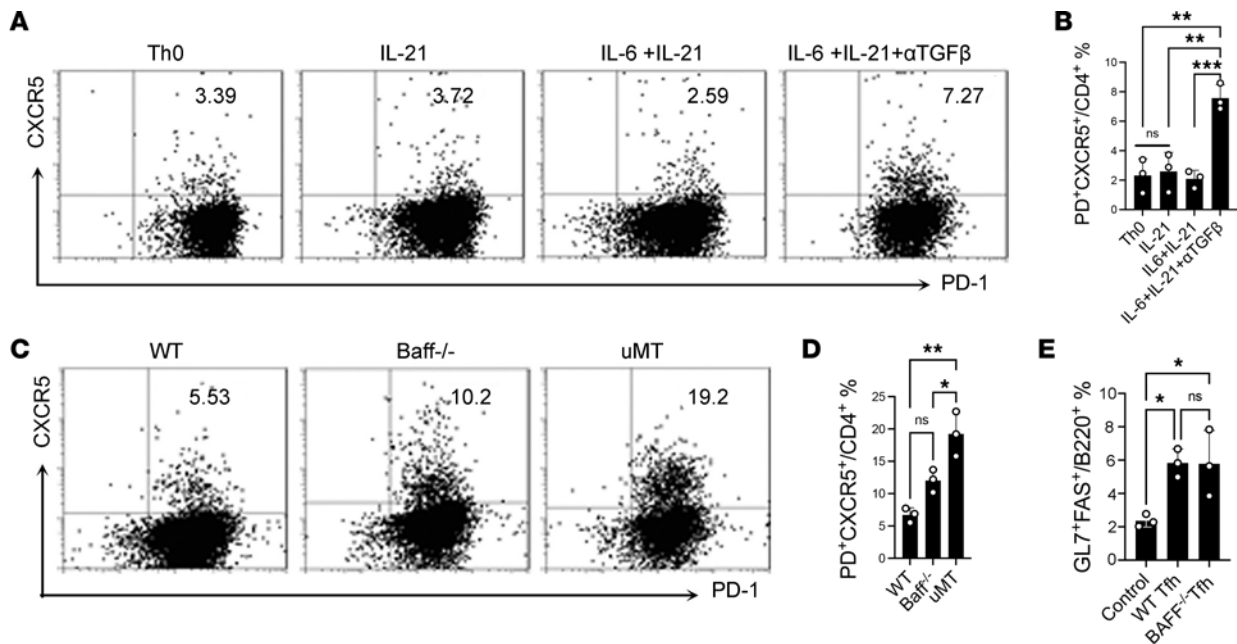 A
Th0 IL-21 IL-6 +IL-21 IL-6 +IL-21+αTGFβ
CXCR5
3.39 3.72 2.59 7.27
PD-1
B
** 
**
***
ns
PD⁺CXCR5⁺/CD4⁺ %
10
8
6
4
2
0
Th0
IL-21
IL6+IL-21
IL-6+IL-21+αTGFβ
C
WT Baff-/- uMT
CXCR5
5.53 10.2 19.2
PD-1
D
**
*
ns
PD⁺CXCR5⁺/CD4⁺ %
25
20
15
10
5
0
WT
Baff⁻/⁻
uMT
E
*
* ns
GL7⁺FAS⁺/B220⁺ %
10
8
6
4
2
0
Control
WT Tfh
BAFF⁻/⁻Tfh